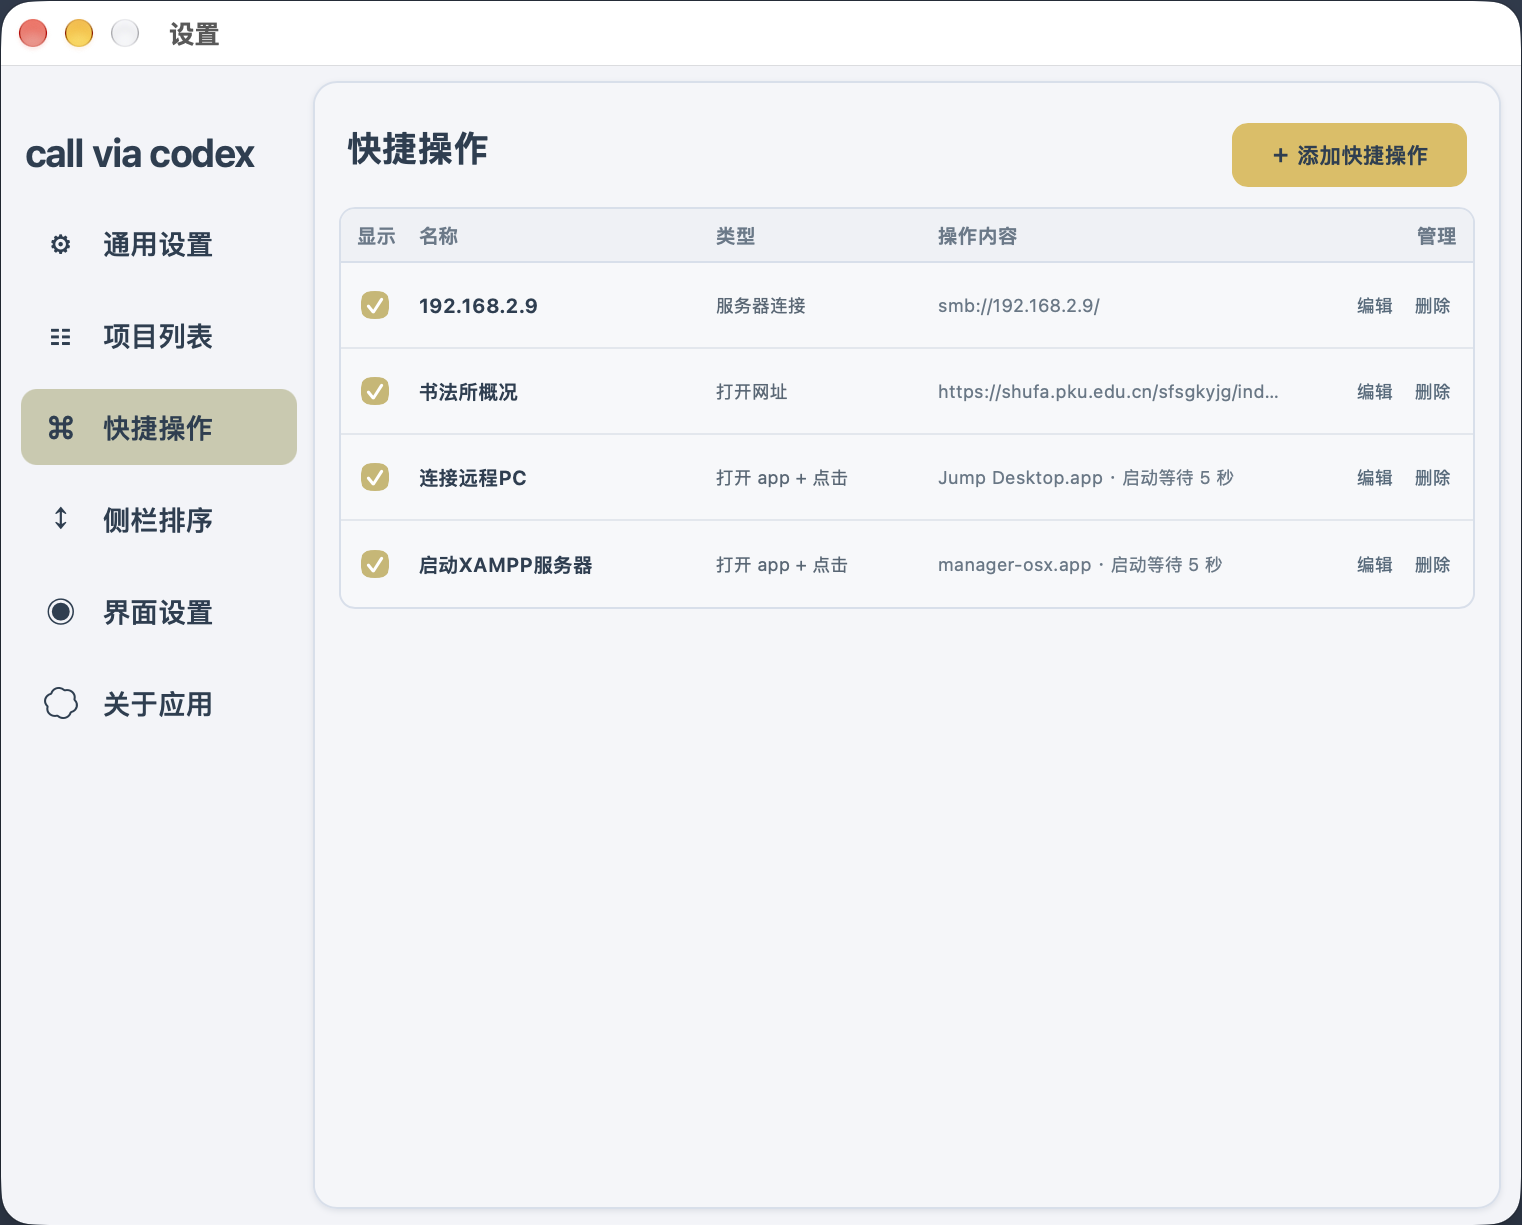 设置
call via codex
通用设置
项目列表
快捷操作
侧栏排序
界面设置
关于应用
快捷操作
+ 添加快捷操作
显示 名称 类型 操作内容 管理
192.168.2.9 服务器连接 smb://192.168.2.9/ 编辑 删除
书法所概况 打开网址 https://shufa.pku.edu.cn/sfsgkyjg/ind... 编辑 删除
连接远程PC 打开 app + 点击 Jump Desktop.app · 启动等待 5 秒 编辑 删除
启动XAMPP服务器 打开 app + 点击 manager-osx.app · 启动等待 5 秒 编辑 删除